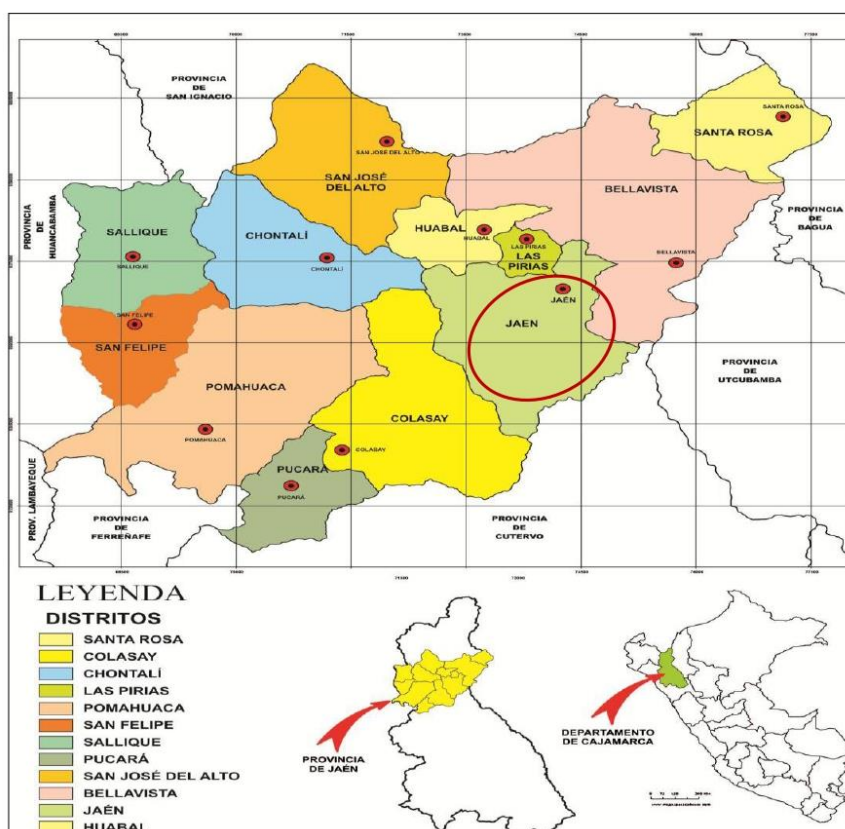 PROVINCIA
DE
SAN IGNACIO
SANTA ROSA
SANTA ROSA
SAN JOSÉ DEL ALTO
SAN JOSÉ
DEL ALTO
BELLAVISTA
PROVINCIA
DE
HUANCABAMBA
SALLIQUE
SALLIQUE
CHONTALÍ
CHONTALÍ
HUABAL
HUABAL
LAS PIRIAS
LAS
PIRIAS
BELLAVISTA
PROVINCIA
DE
BAGUA
JAÉN
JAEN
SAN FELIPE
SAN FELIPE
POMAHUACA
POMAHUACA
COLASAY
COLASAY
PROVINCIA
DE
UTCUBAMBA
PUCARÁ
PUCARÁ
PROV. LAMBAYEQUE
PROVINCIA
DE
FERREÑAFE
PROVINCIA
DE
CUTERVO
LEYENDA
DISTRITOS
SANTA ROSA
COLASAY
CHONTALÍ
LAS PIRIAS
POMAHUACA
SAN FELIPE
SALLIQUE
PUCARÁ
SAN JOSÉ DEL ALTO
BELLAVISTA
JAÉN
HUABAL
PROVINCIA
DE JAÉN
DEPARTAMENTO
DE CAJAMARCA